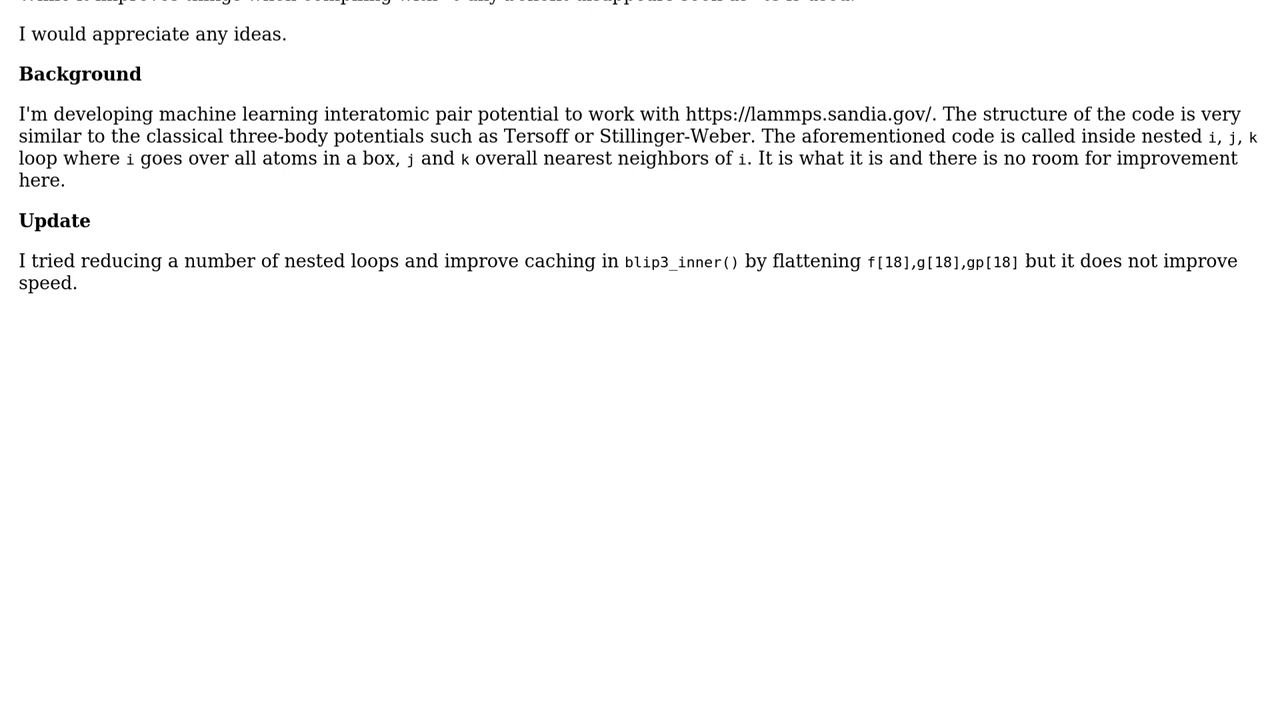 I would appreciate any ideas.
Background
I'm developing machine learning interatomic pair potential to work with https://lammps.sandia.gov/. The structure of the code is very
similar to the classical three-body potentials such as Tersoff or Stillinger-Weber. The aforementioned code is called inside nested i, j, k
loop where i goes over all atoms in a box, j and k overall nearest neighbors of i. It is what it is and there is no room for improvement
here.
Update
I tried reducing a number of nested loops and improve caching in blip3_inner() by flattening f[18],g[18],gp[18] but it does not improve
speed.